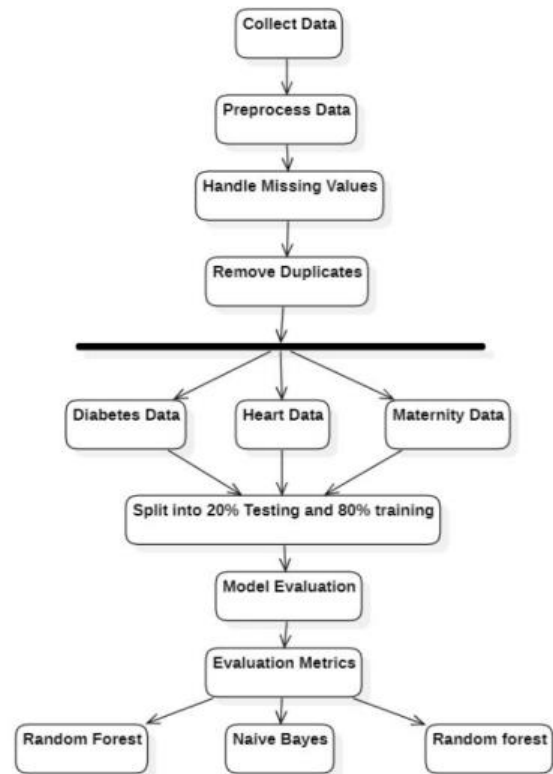 Collect Data
Preprocess Data
Handle Missing Values
Remove Duplicates
Diabetes Data
Heart Data
Maternity Data
Split into 20% Testing and 80% training
Model Evaluation
Evaluation Metrics
Random Forest
Naive Bayes
Random forest